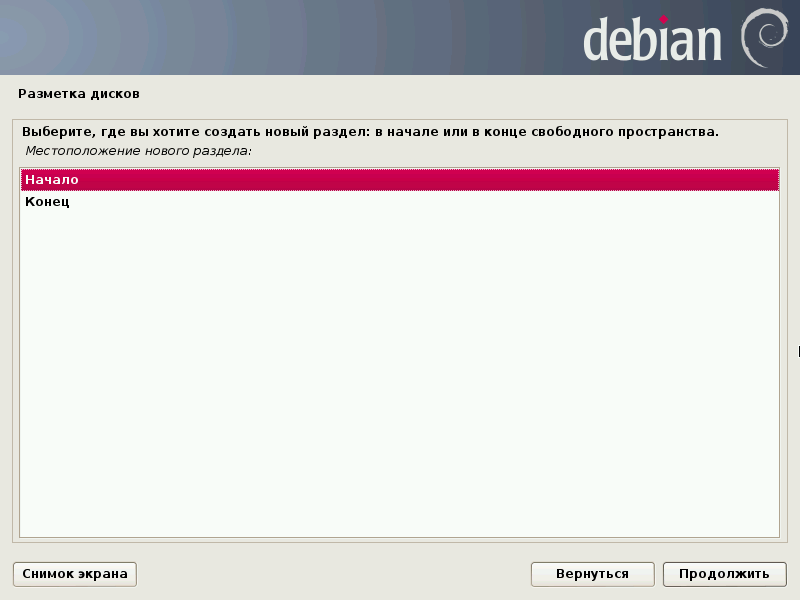 debian
Разметка дисков
Выберите, где вы хотите создать новый раздел: в начале или в конце свободного пространства.
Местоположение нового раздела:
Начало
Конец
Снимок экрана
Вернуться
Продолжить